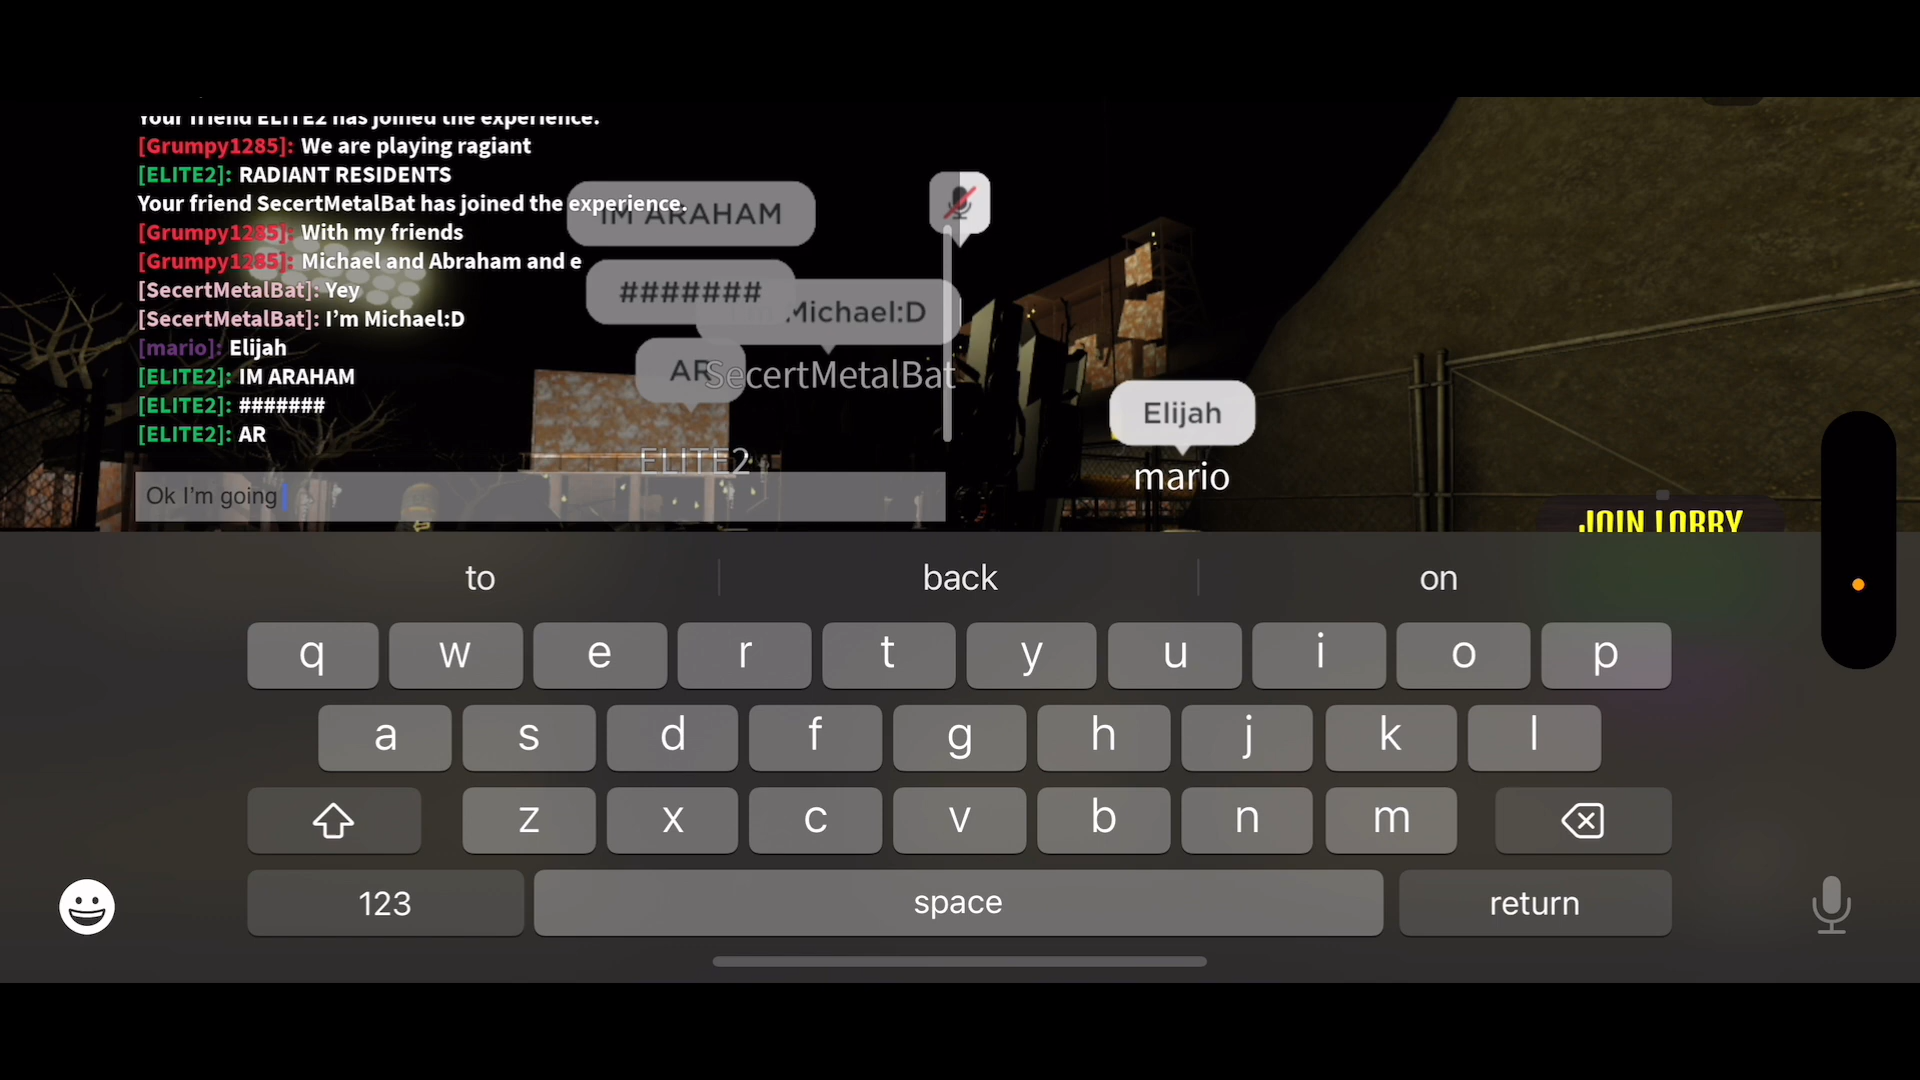 Your friend ELITE2 has joined the experience.
[Grumpy1285]: We are playing ragiant
[ELITE2]: RADIANT RESIDENTS
Your friend SecertMetalBat has joined the experience.
[Grumpy1285]: With my friends
[Grumpy1285]: Michael and Abraham and e
[SecertMetalBat]: Yey
[SecertMetalBat]: I'm Michael:D
[mario]: Elijah
[ELITE2]: IM ARAHAM
[ELITE2]: #######
[ELITE2]: AR
IM ARAHAM
#######
Michael:D
AR
SecertMetalBat
ELITE2
Elijah
mario
Ok I'm going
JOIN LORRY
to back on
q w e r t y u i o p
a s d f g h j k l
z x c v b n m
123 space return